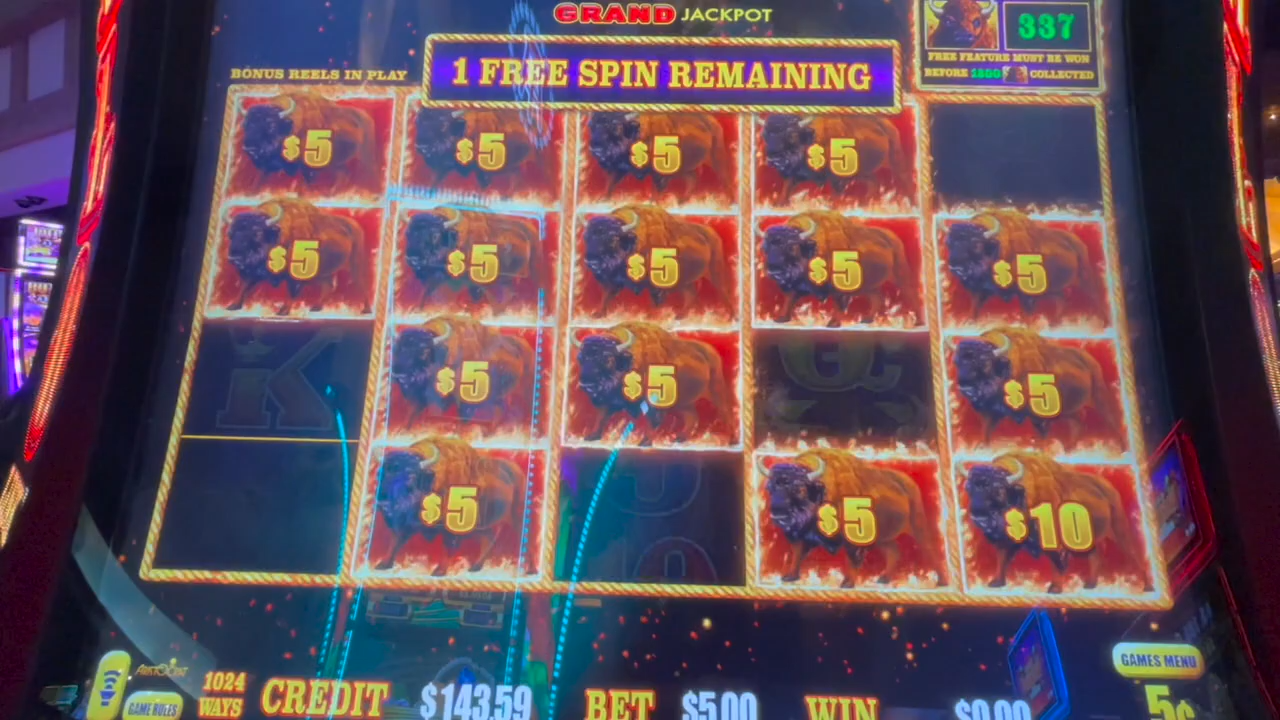 GRAND JACKPOT
337
FREE FEATURE MUST BE WON
BEFORE 1800 COLLECTED
BONUS REELS IN PLAY
1 FREE SPIN REMAINING
$5 $5 $5 $5
$5 $5 $5 $5 $5
K $5 $5 $5
$5 $5 $10
GAMES MENU
ARISTOCRAT
GAME RULES
1024
WAYS
CREDIT $143.59 BET $5.00 WIN $0.00 5¢